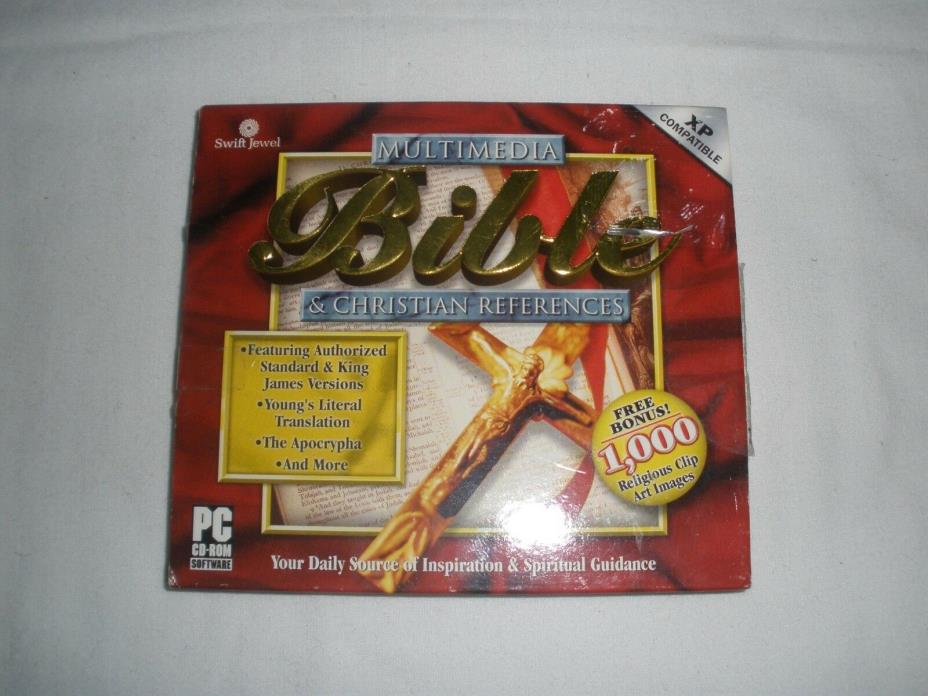 Swift Jewel
XP
COMPATIBLE
MULTIMEDIA
Bible
& CHRISTIAN REFERENCES
•Featuring Authorized
Standard & King
James Versions
•Young's Literal
Translation
•The Apocrypha
•And More
FREE
BONUS!
1,000
Religious Clip
Art Images
PC
CD-ROM
SOFTWARE
Your Daily Source of Inspiration & Spiritual Guidance